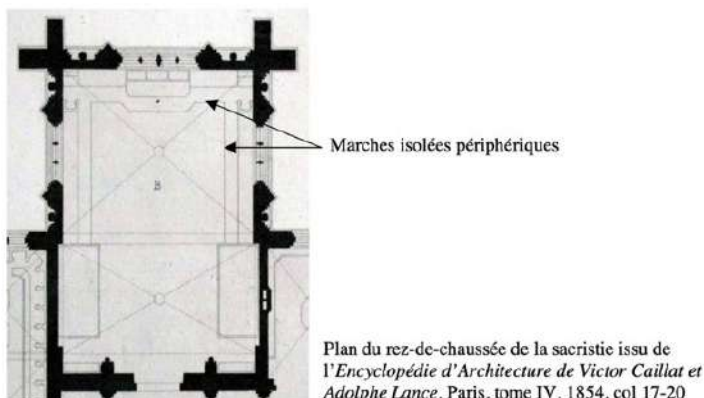 Marches isolées périphériques
Plan du rez-de-chaussée de la sacristie issu de
l'Encyclopédie d'Architecture de Victor Caillat et
Adolphe Lance, Paris, tome IV, 1854, col 17-20